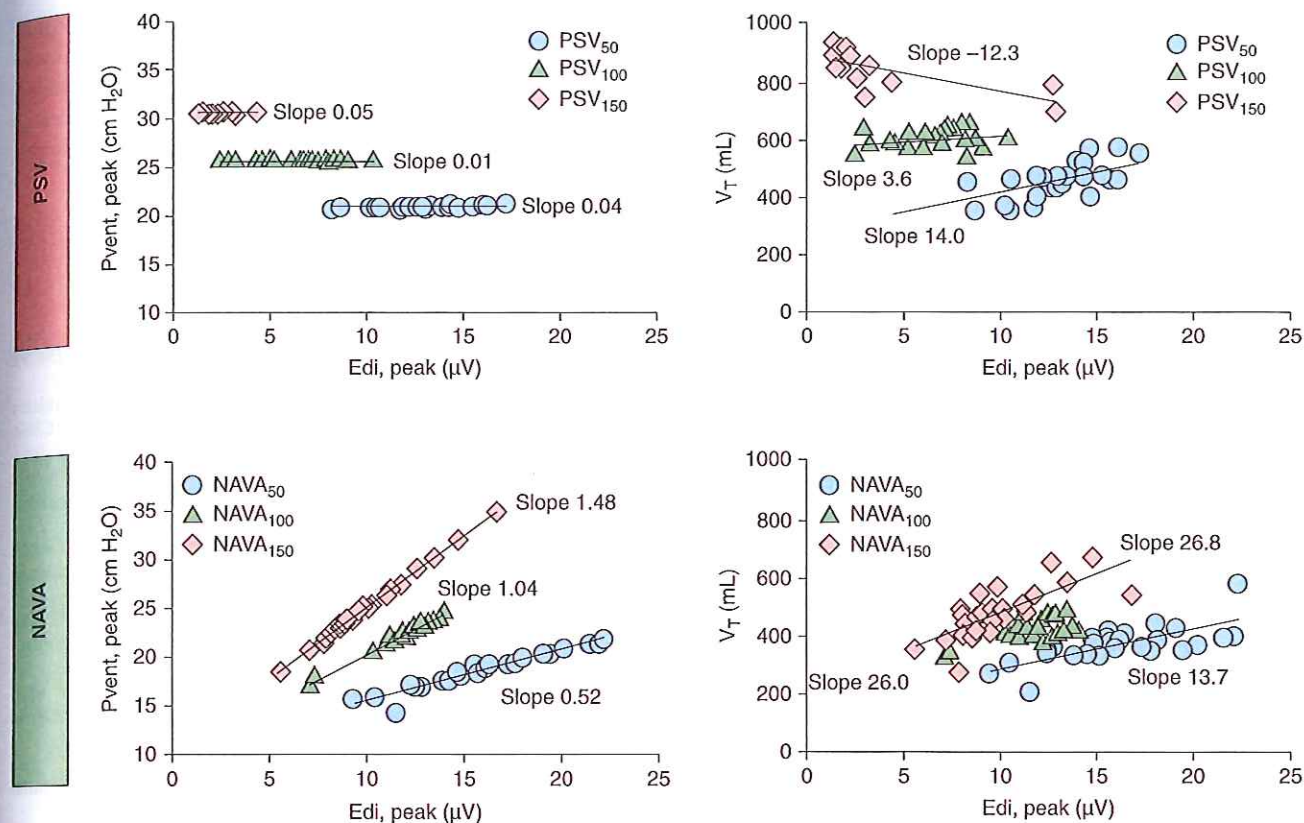 PSV
Pvent, peak (cm H₂O)
40
35
30
25
20
15
10
PSV₅₀
PSV₁₀₀
PSV₁₅₀
Slope 0.05
Slope 0.01
Slope 0.04
0 5 10 15 20 25
Edi, peak (µV)
V_T (mL)
1000
800
600
400
200
0
Slope –12.3
PSV₅₀
PSV₁₀₀
PSV₁₅₀
Slope 3.6
Slope 14.0
0 5 10 15 20 25
Edi, peak (µV)
NAVA
Pvent, peak (cm H₂O)
40
35
30
25
20
15
10
NAVA₅₀
NAVA₁₀₀
NAVA₁₅₀
Slope 1.48
Slope 1.04
Slope 0.52
0 5 10 15 20 25
Edi, peak (µV)
V_T (mL)
1000
800
600
400
200
0
NAVA₅₀
NAVA₁₀₀
NAVA₁₅₀
Slope 26.8
Slope 26.0
Slope 13.7
0 5 10 15 20 25
Edi, peak (µV)